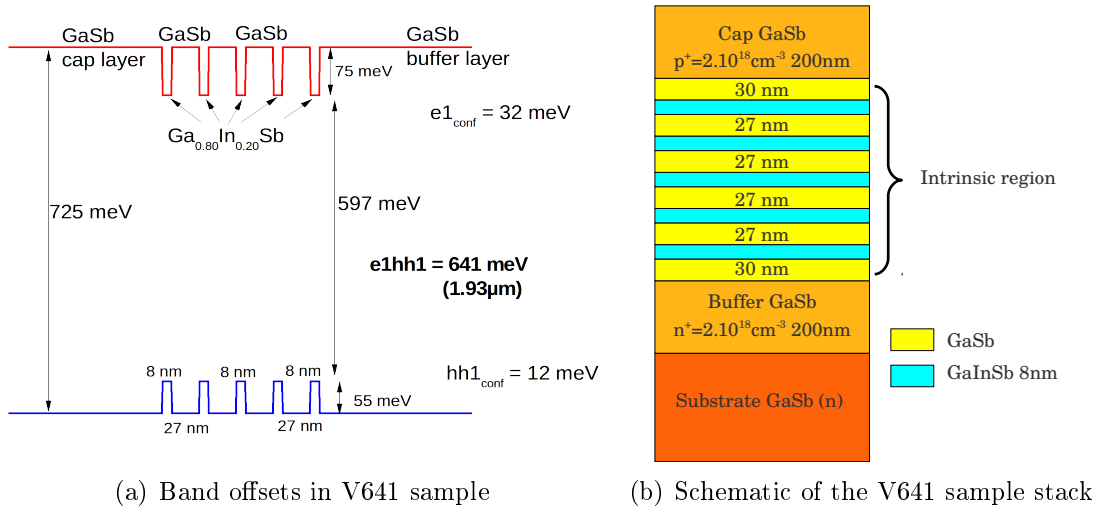 GaSb
cap layer
GaSb
GaSb
GaSb
buffer layer
75 meV
e1conf = 32 meV
Ga0.80In0.20Sb
725 meV
597 meV
e1hh1 = 641 meV
(1.93µm)
8 nm
8 nm
8 nm
hh1conf = 12 meV
55 meV
27 nm
27 nm
(a) Band offsets in V641 sample
Cap GaSb
p⁺=2.10¹⁸cm⁻³ 200nm
30 nm
27 nm
27 nm
27 nm
27 nm
30 nm
Intrinsic region
Buffer GaSb
n⁺=2.10¹⁸cm⁻³ 200nm
GaSb
GaInSb 8nm
Substrate GaSb (n)
(b) Schematic of the V641 sample stack